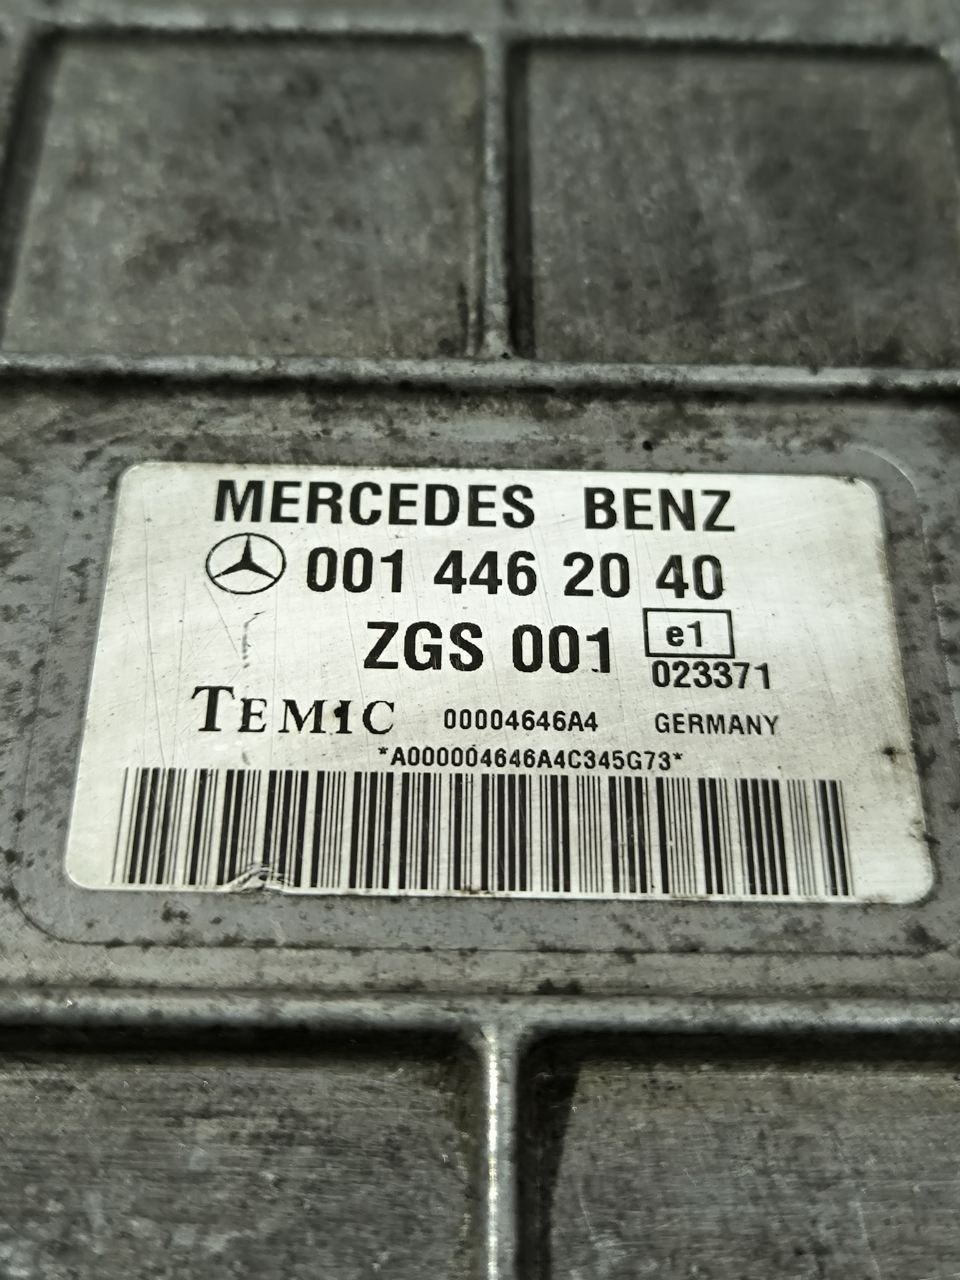 MERCEDES BENZ
001 446 20 40
ZGS 001 e1
023371
TEMIC 00004646A4 GERMANY
*A000004646A4C345G73*